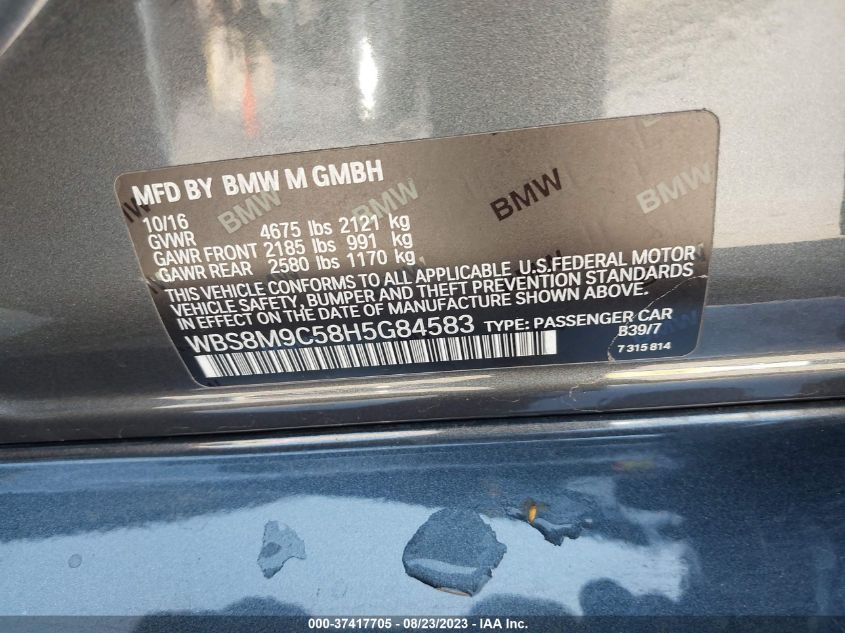 MFD BY BMW M GMBH
10/16
GVWR 4675 lbs 2121 kg
GAWR FRONT 2185 lbs 991 kg
GAWR REAR 2580 lbs 1170 kg
THIS VEHICLE CONFORMS TO ALL APPLICABLE U.S.FEDERAL MOTOR
VEHICLE SAFETY, BUMPER AND THEFT PREVENTION STANDARDS
IN EFFECT ON THE DATE OF MANUFACTURE SHOWN ABOVE.
WBS8M9C58H5G84583 TYPE: PASSENGER CAR
B39/7
7 315 814
BMW
BMW
BMW
BMW
000-37417705 - 08/23/2023 - IAA Inc.